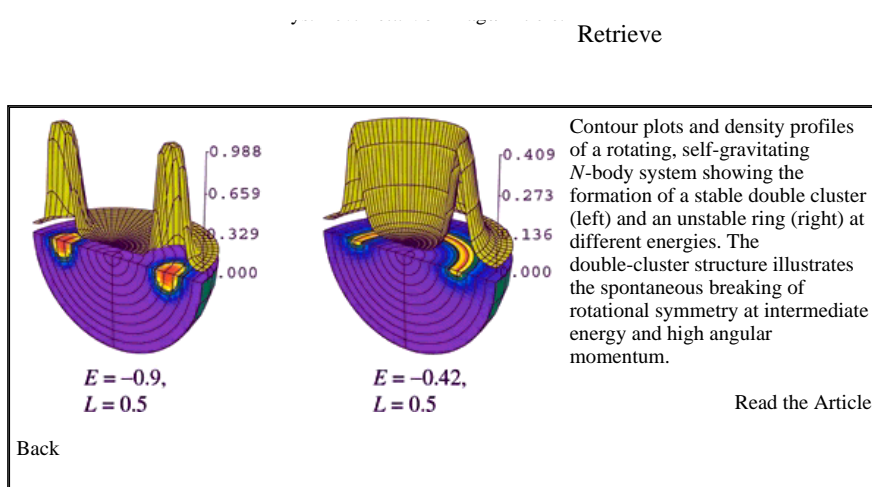 Retrieve
0.988
0.659
0.329
.000
0.409
0.273
.136
.000
E = –0.9,
L = 0.5
E = –0.42,
L = 0.5
Contour plots and density profiles
of a rotating, self-gravitating
N-body system showing the
formation of a stable double cluster
(left) and an unstable ring (right) at
different energies. The
double-cluster structure illustrates
the spontaneous breaking of
rotational symmetry at intermediate
energy and high angular
momentum.
Read the Article
Back